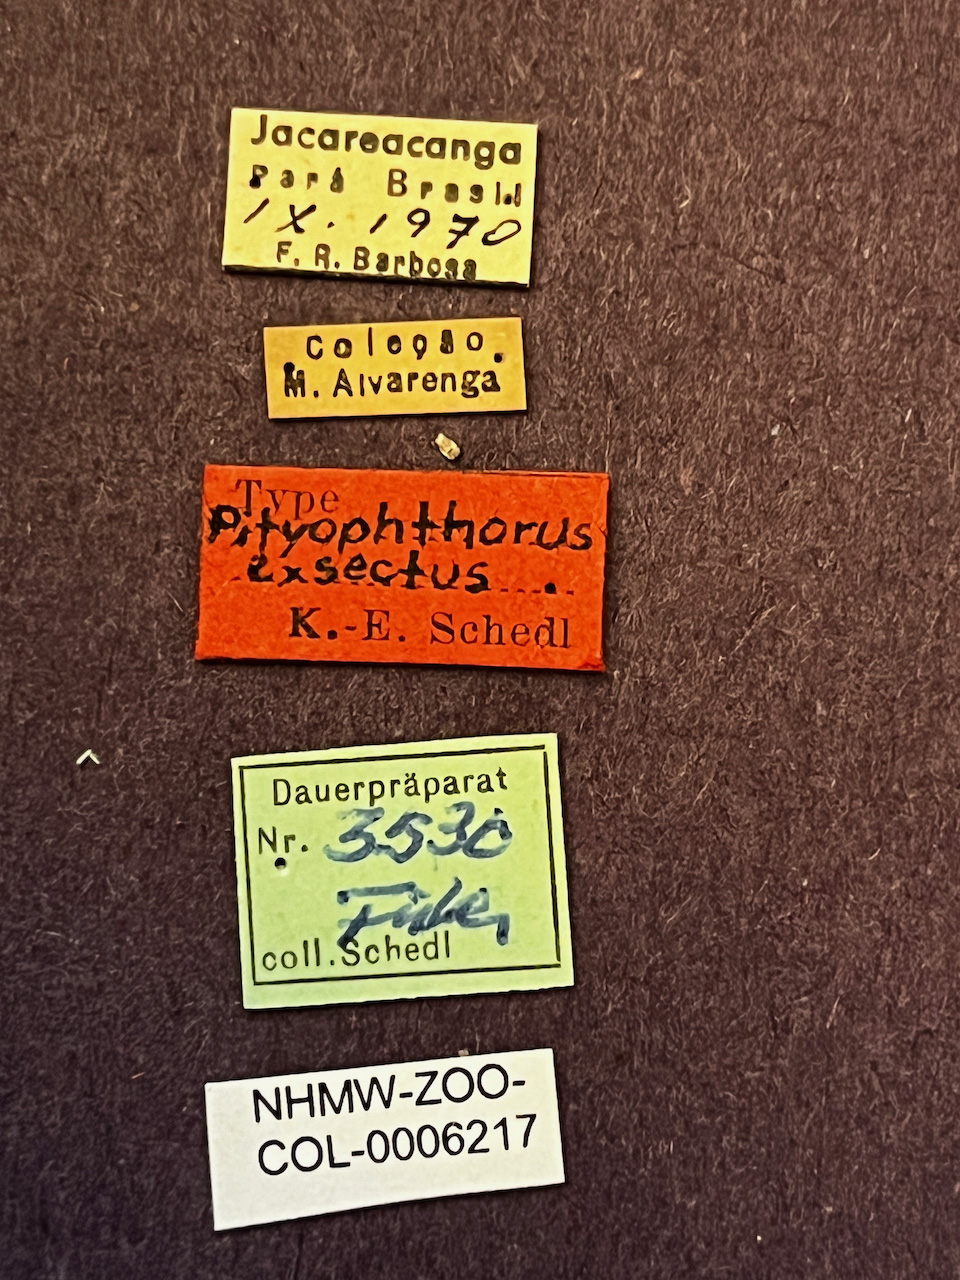 Jacareacanga
Pará Brasil
IX. 1970
F. R. Barbosa
Coleção
M. Alvarenga
Type
Pityophthorus
exsectus
K.-E. Schedl
Dauerpräparat
Nr. 3530
coll. Schedl
NHMW-ZOO-
COL-0006217